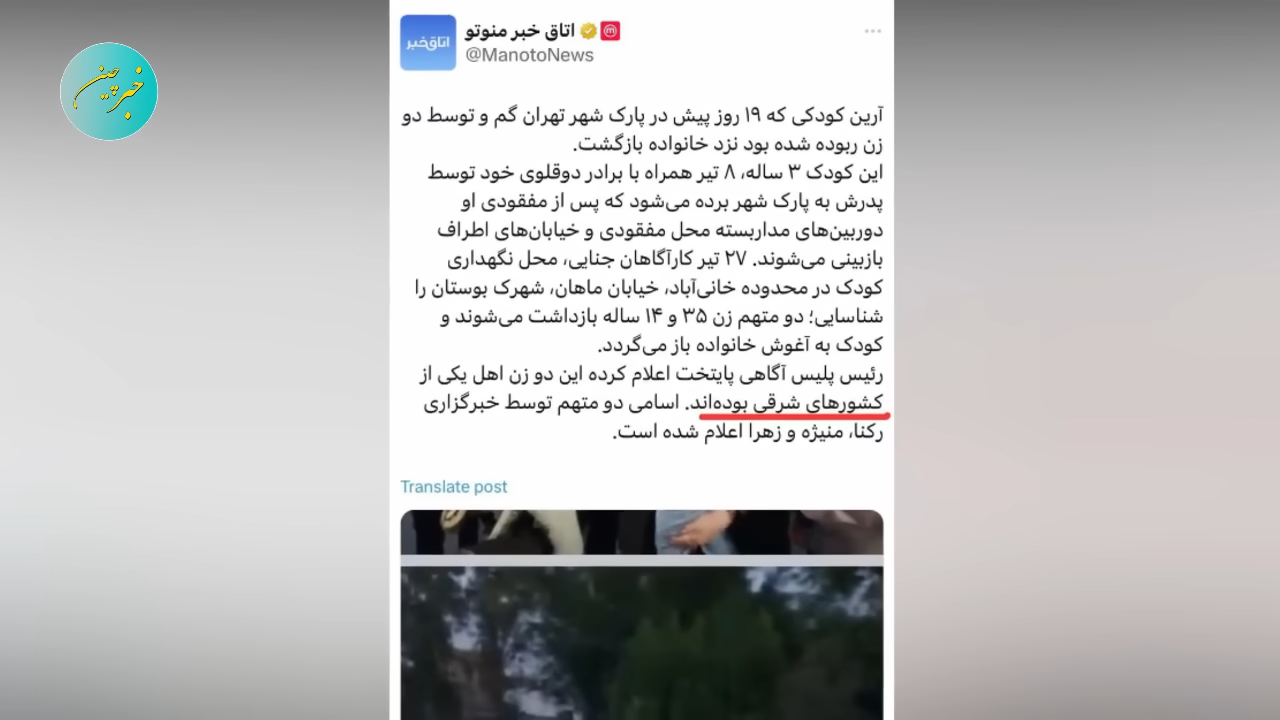 خبرچین
اتاق‌خبر
اتاق خبر منوتو
@ManotoNews
آرین کودکی که ۱۹ روز پیش در پارک شهر تهران گم و توسط دو
زن ربوده شده بود نزد خانواده بازگشت.
این کودک ۳ ساله، ۸ تیر همراه با برادر دوقلوی خود توسط
پدرش به پارک شهر برده می‌شود که پس از مفقودی او
دوربین‌های مداربسته محل مفقودی و خیابان‌های اطراف
بازبینی می‌شوند. ۲۷ تیر کارآگاهان جنایی، محل نگهداری
کودک در محدوده خانی‌آباد، خیابان ماهان، شهرک بوستان را
شناسایی؛ دو متهم زن ۳۵ و ۱۴ ساله بازداشت می‌شوند و
کودک به آغوش خانواده باز می‌گردد.
رئیس پلیس آگاهی پایتخت اعلام کرده این دو زن اهل یکی از
کشورهای شرقی بوده‌اند. اسامی دو متهم توسط خبرگزاری
رکنا، منیژه و زهرا اعلام شده است.
Translate post